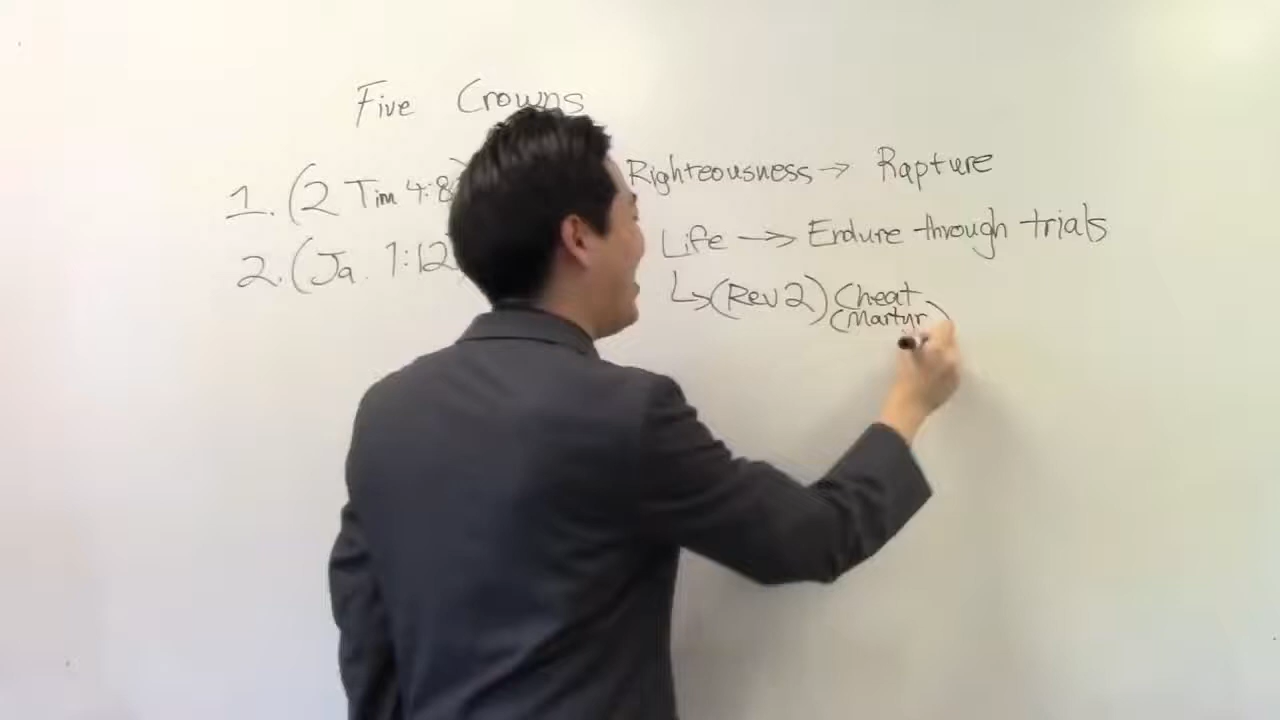 Five Crowns
1. (2 Tim 4:8) Righteousness → Rapture
2. (Ja. 1:12 Life → Endure through trials
↳ (Rev 2) Cheat
(Martyr)